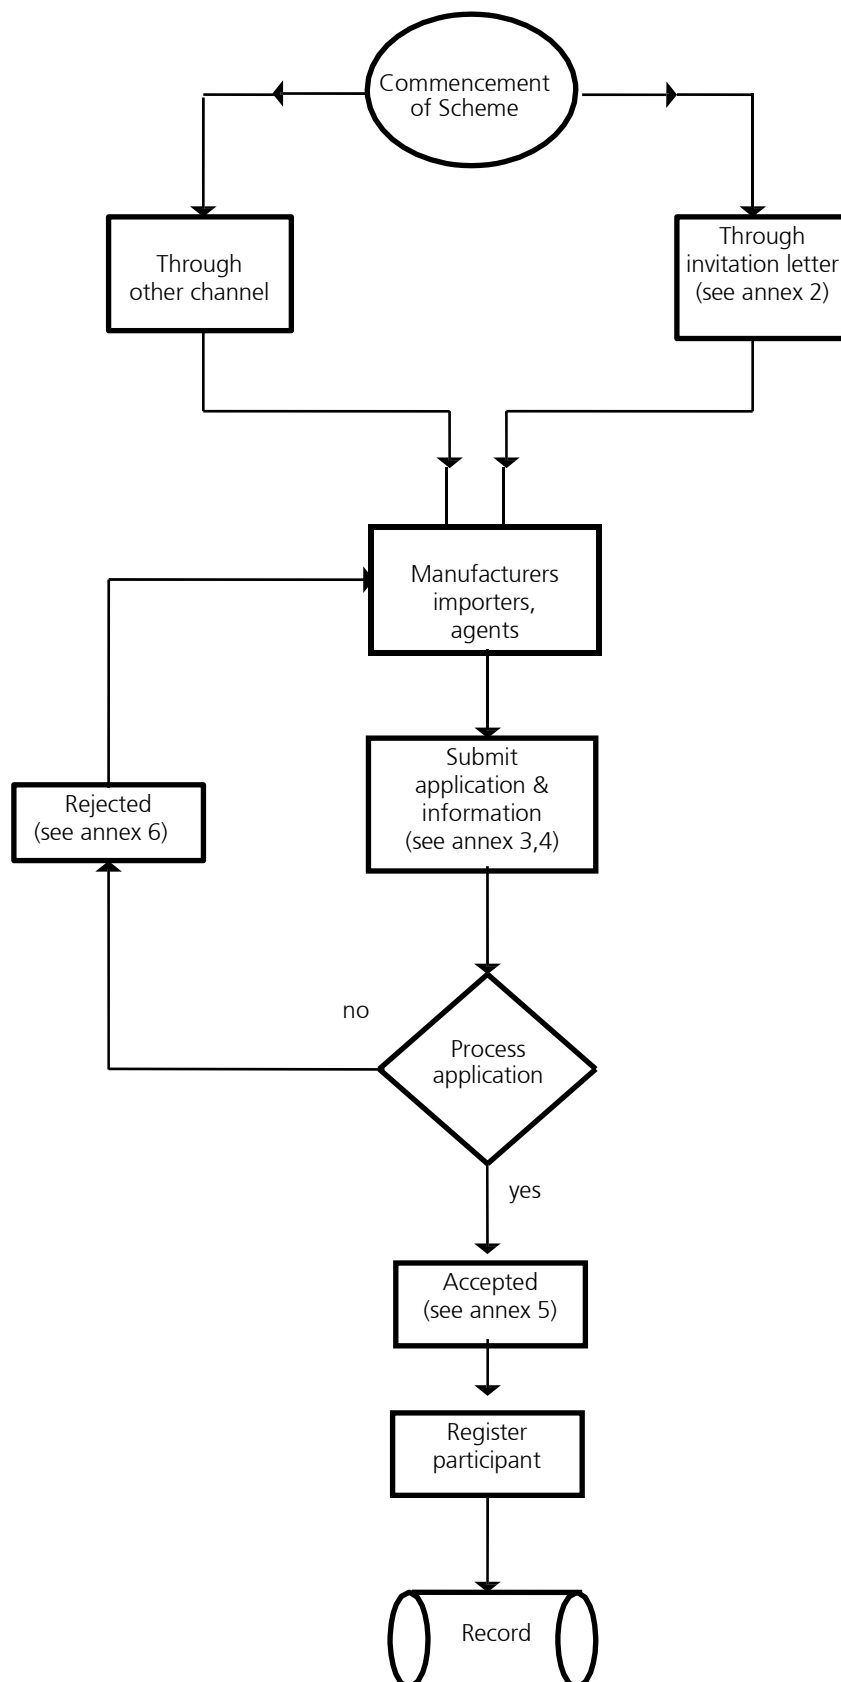 Commencement
of Scheme
Through
other channel
Through
invitation letter
(see annex 2)
Manufacturers
importers,
agents
Submit
application &
information
(see annex 3,4)
Rejected
(see annex 6)
no
Process
application
yes
Accepted
(see annex 5)
Register
participant
Record